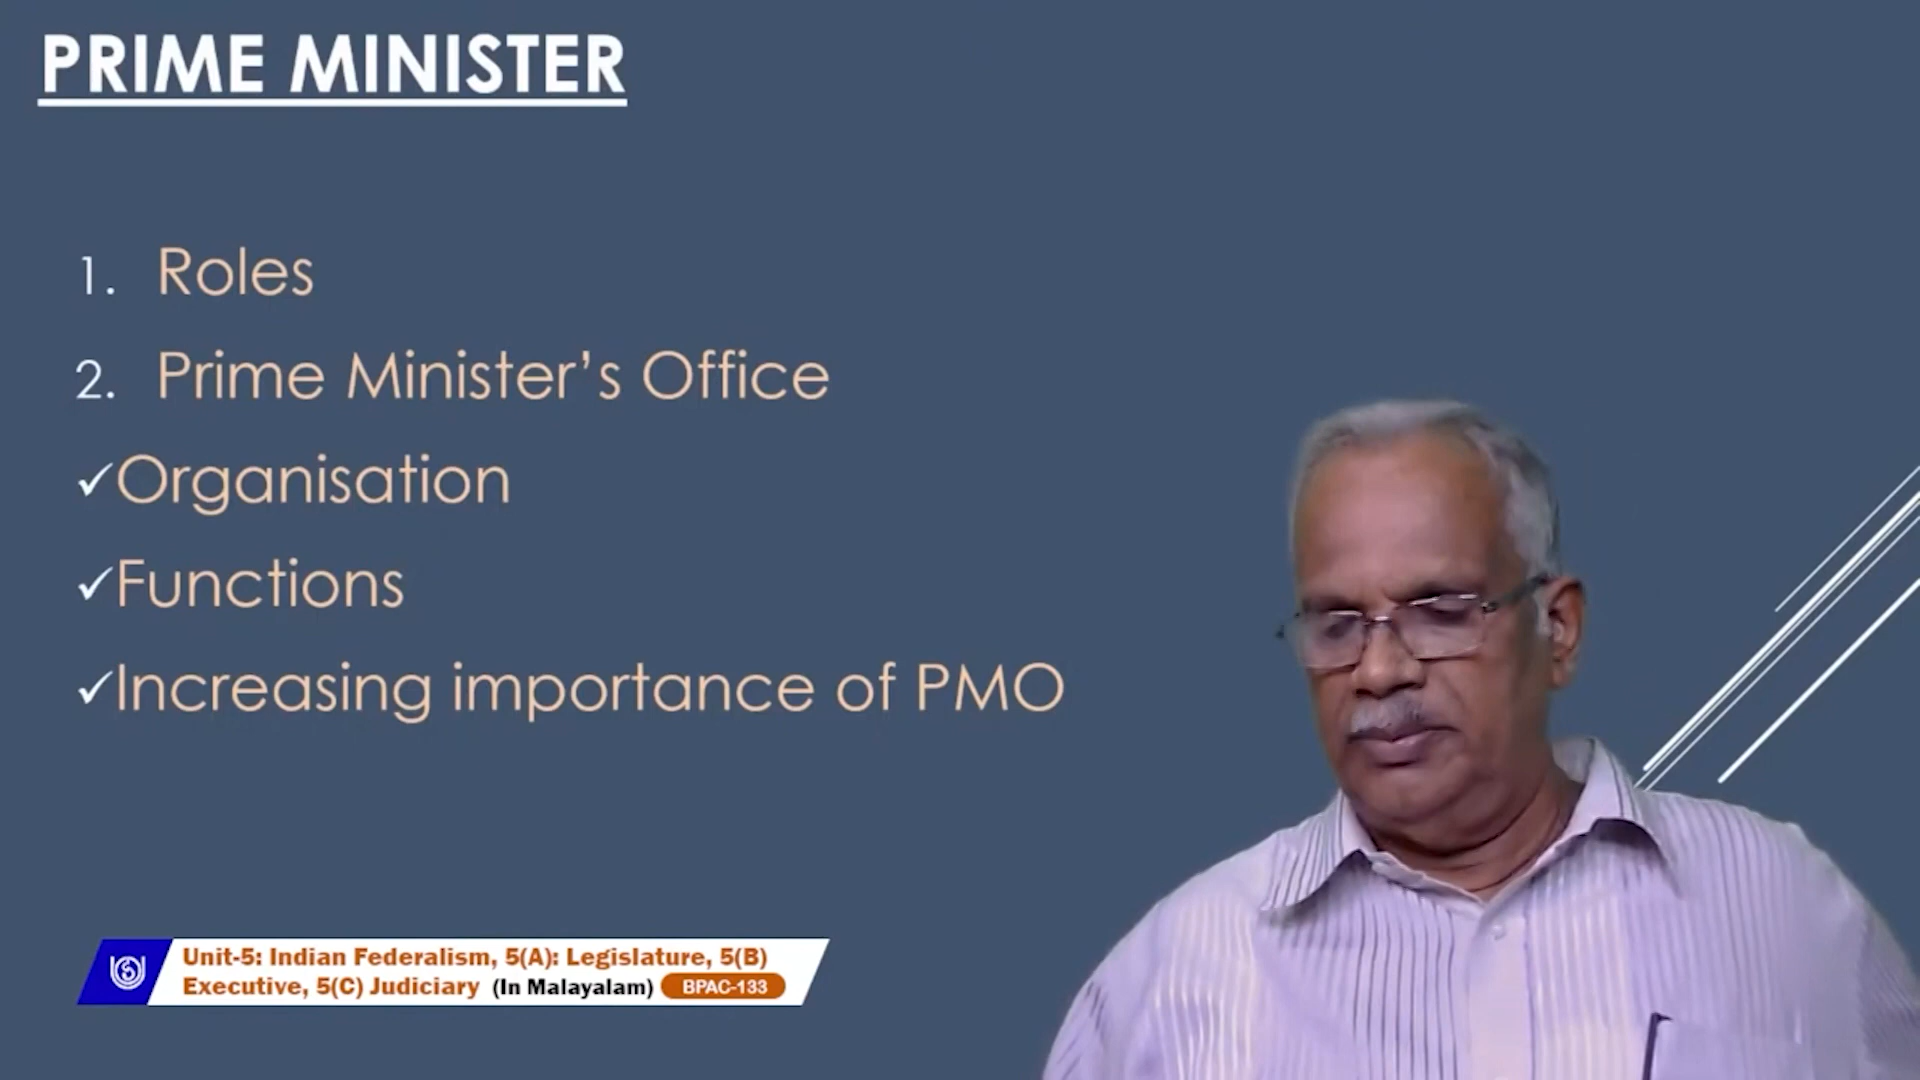 PRIME MINISTER
1. Roles
2. Prime Minister’s Office
✓Organisation
✓Functions
✓Increasing importance of PMO
Unit-5: Indian Federalism, 5(A): Legislature, 5(B)
Executive, 5(C) Judiciary (In Malayalam) BPAC-133